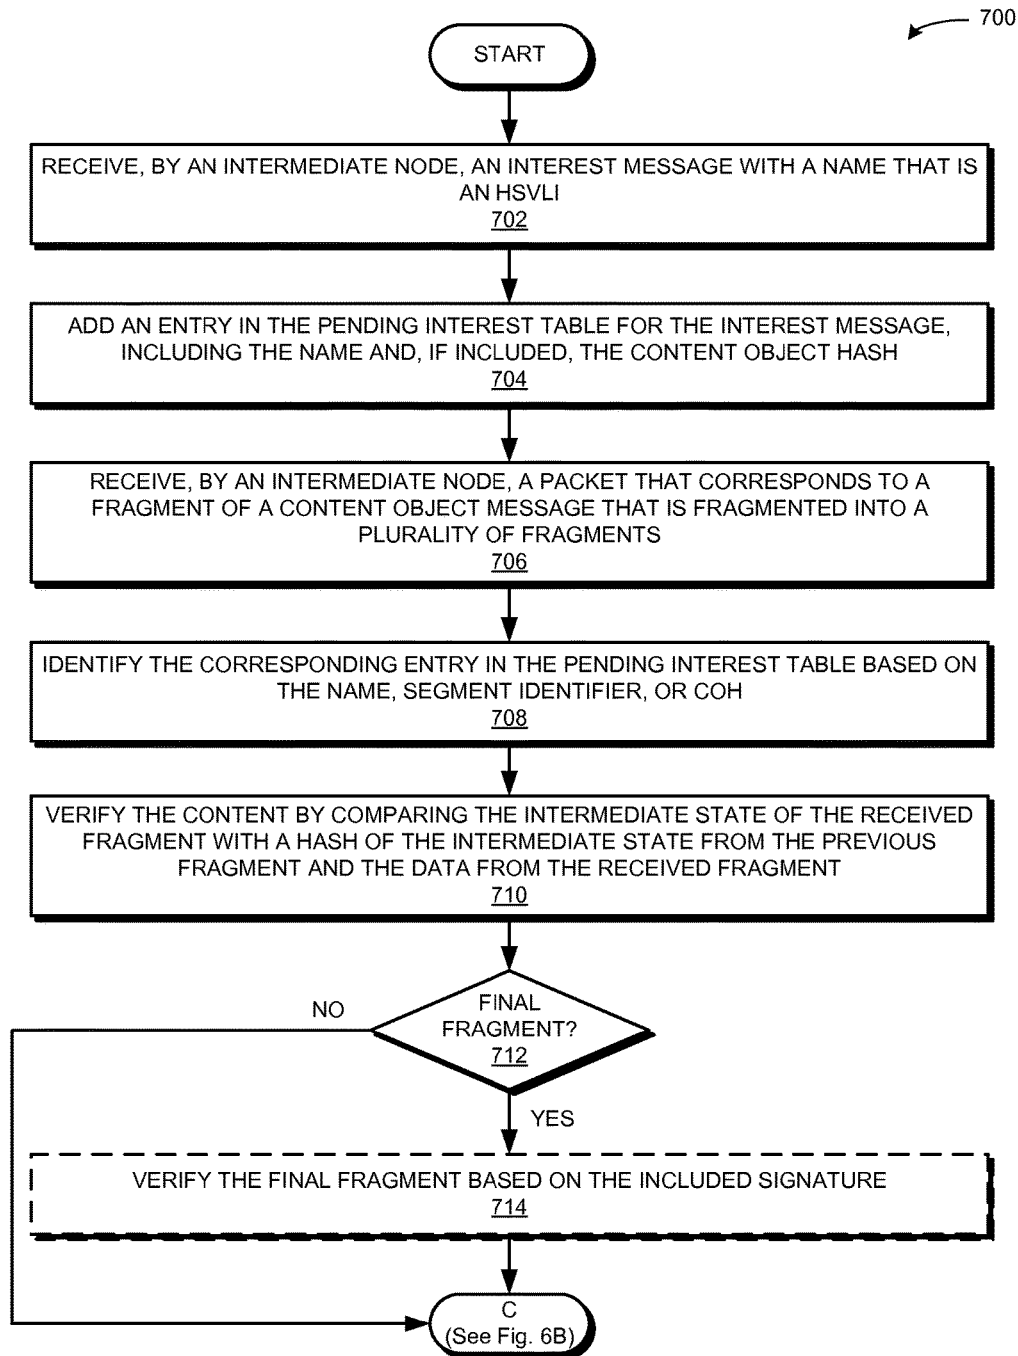 700
START
RECEIVE, BY AN INTERMEDIATE NODE, AN INTEREST MESSAGE WITH A NAME THAT IS
AN HSVLI
702
ADD AN ENTRY IN THE PENDING INTEREST TABLE FOR THE INTEREST MESSAGE,
INCLUDING THE NAME AND, IF INCLUDED, THE CONTENT OBJECT HASH
704
RECEIVE, BY AN INTERMEDIATE NODE, A PACKET THAT CORRESPONDS TO A
FRAGMENT OF A CONTENT OBJECT MESSAGE THAT IS FRAGMENTED INTO A
PLURALITY OF FRAGMENTS
706
IDENTIFY THE CORRESPONDING ENTRY IN THE PENDING INTEREST TABLE BASED ON
THE NAME, SEGMENT IDENTIFIER, OR COH
708
VERIFY THE CONTENT BY COMPARING THE INTERMEDIATE STATE OF THE RECEIVED
FRAGMENT WITH A HASH OF THE INTERMEDIATE STATE FROM THE PREVIOUS
FRAGMENT AND THE DATA FROM THE RECEIVED FRAGMENT
710
FINAL
FRAGMENT?
712
NO
YES
VERIFY THE FINAL FRAGMENT BASED ON THE INCLUDED SIGNATURE
714
C
(See Fig. 6B)